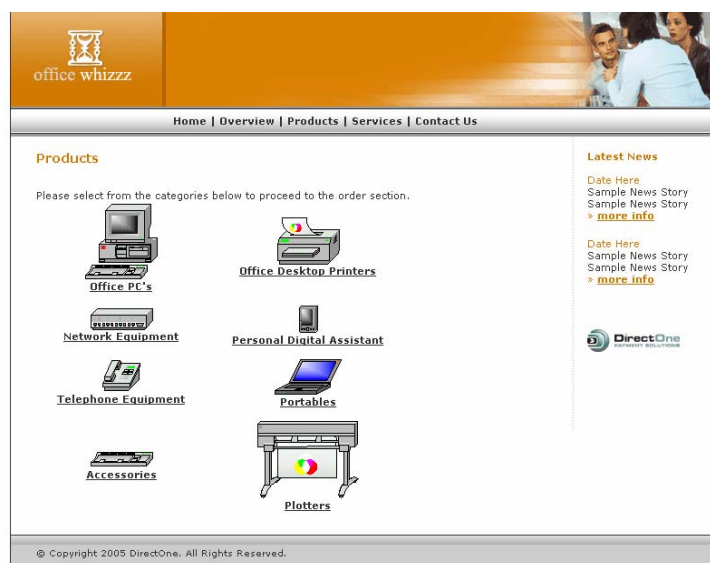 office whizzz
Home | Overview | Products | Services | Contact Us
Products
Please select from the categories below to proceed to the order section.
Office PC's
Office Desktop Printers
Network Equipment
Personal Digital Assistant
Telephone Equipment
Portables
Accessories
Plotters
Latest News
Date Here
Sample News Story
Sample News Story
» more info
Date Here
Sample News Story
Sample News Story
» more info
DirectOne
PAYMENT SOLUTIONS
© Copyright 2005 DirectOne. All Rights Reserved.